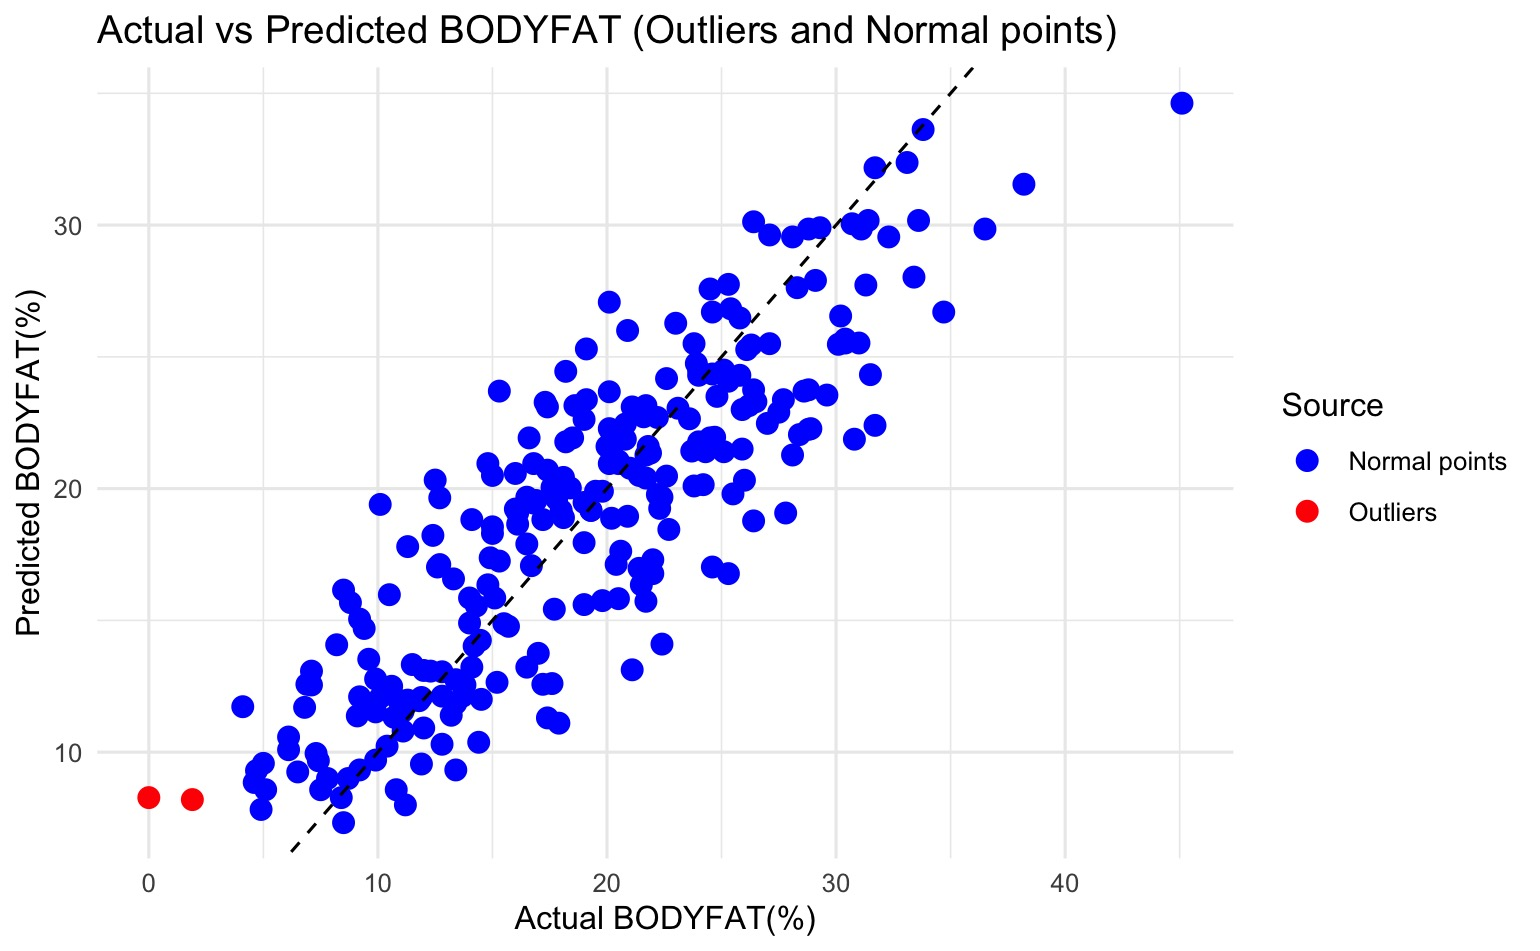 Actual vs Predicted BODYFAT (Outliers and Normal points)
Predicted BODYFAT(%)
30
20
10
0 10 20 30 40
Actual BODYFAT(%)
Source
Normal points
Outliers